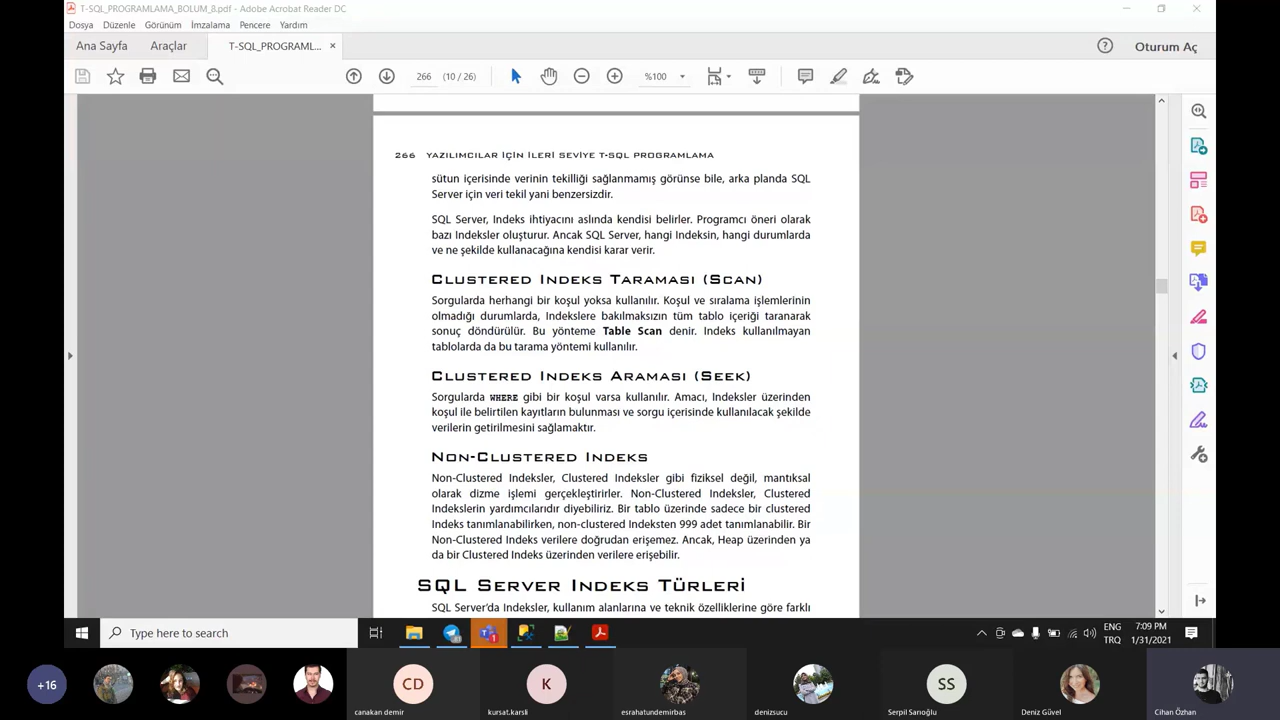 T-SQL_PROGRAMLAMA_BOLUM_8.pdf - Adobe Acrobat Reader DC
Dosya Düzenle Görünüm İmzalama Pencere Yardım
Ana Sayfa Araçlar T-SQL_PROGRAML... × Oturum Aç
266 (10 / 26) %100
266 YAZILIMCILAR İÇİN İLERİ SEVİYE T-SQL PROGRAMLAMA
sütun içerisinde verinin tekilliği sağlanmamış görünse bile, arka planda SQL
Server için veri tekil yani benzersizdir.
SQL Server, Indeks ihtiyacını aslında kendisi belirler. Programcı öneri olarak
bazı Indeksler oluşturur. Ancak SQL Server, hangi Indeksin, hangi durumlarda
ve ne şekilde kullanacağına kendisi karar verir.
CLUSTERED INDEKS TARAMASI (SCAN)
Sorgularda herhangi bir koşul yoksa kullanılır. Koşul ve sıralama işlemlerinin
olmadığı durumlarda, Indekslere bakılmaksızın tüm tablo içeriği taranarak
sonuç döndürülür. Bu yönteme Table Scan denir. Indeks kullanılmayan
tablolarda da bu tarama yöntemi kullanılır.
CLUSTERED INDEKS ARAMASI (SEEK)
Sorgularda WHERE gibi bir koşul varsa kullanılır. Amacı, Indeksler üzerinden
koşul ile belirtilen kayıtların bulunması ve sorgu içerisinde kullanılacak şekilde
verilerin getirilmesini sağlamaktır.
NON-CLUSTERED INDEKS
Non-Clustered Indeksler, Clustered Indeksler gibi fiziksel değil, mantıksal
olarak dizme işlemi gerçekleştirirler. Non-Clustered Indeksler, Clustered
Indekslerin yardımcılarıdır diyebiliriz. Bir tablo üzerinde sadece bir clustered
Indeks tanımlanabilirken, non-clustered Indeksten 999 adet tanımlanabilir. Bir
Non-Clustered Indeks verilere doğrudan erişemez. Ancak, Heap üzerinden ya
da bir Clustered Indeks üzerinden verilere erişebilir.
SQL SERVER INDEKS TÜRLERİ
SQL Server'da Indeksler, kullanım alanlarına ve teknik özelliklerine göre farklı
Type here to search
ENG 7:09 PM
TRQ 1/31/2021
+16 CD K SS
canakan demir kursat.karsli esrahatundemirbas denizsucu Serpil Sarıoğlu Deniz Güvel Cihan Özhan